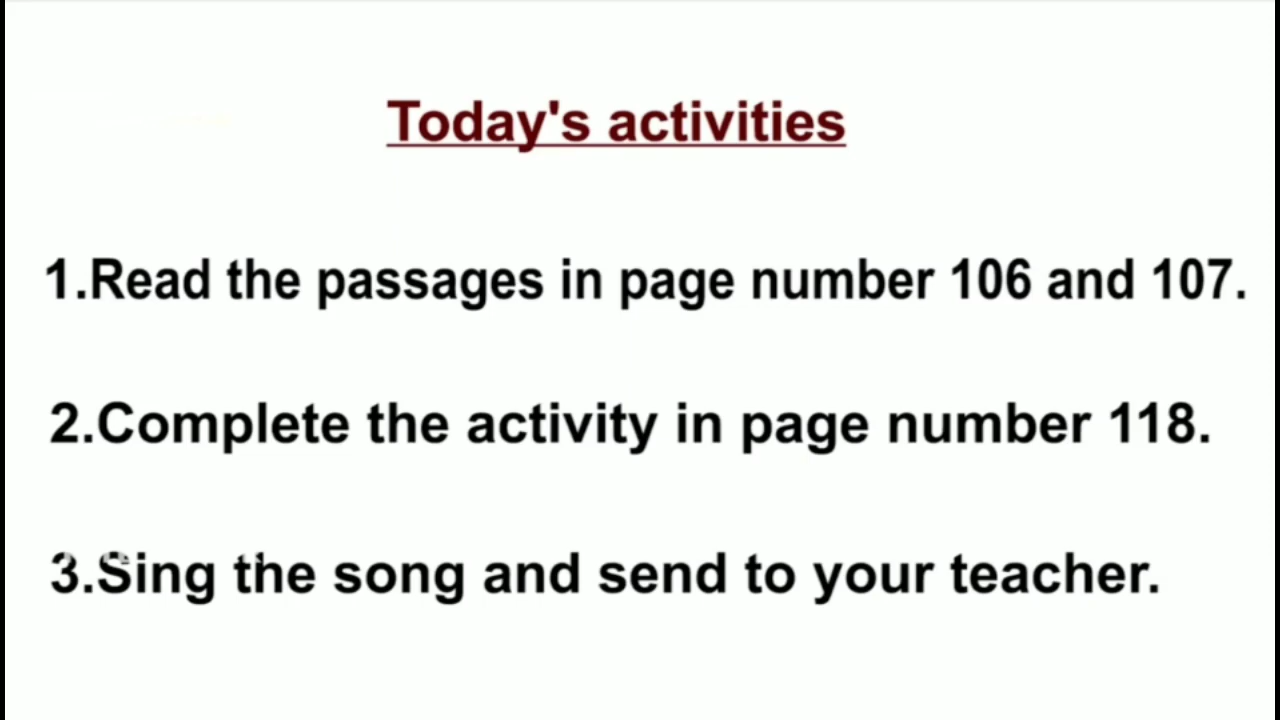 Today's activities
1.Read the passages in page number 106 and 107.
2.Complete the activity in page number 118.
3.Sing the song and send to your teacher.